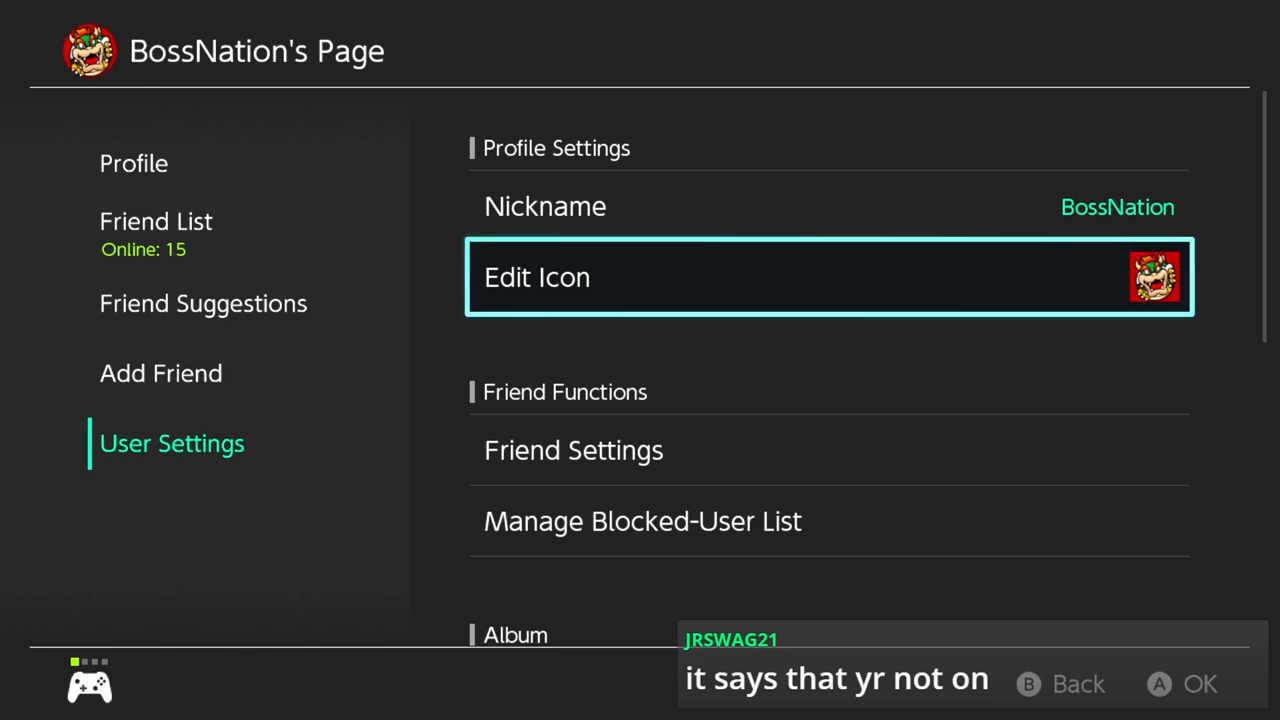 BossNation's Page
Profile
Friend List
Online: 15
Friend Suggestions
Add Friend
User Settings
Profile Settings
Nickname
BossNation
Edit Icon
Friend Functions
Friend Settings
Manage Blocked-User List
Album
JRSWAG21
it says that yr not on
B Back
A OK